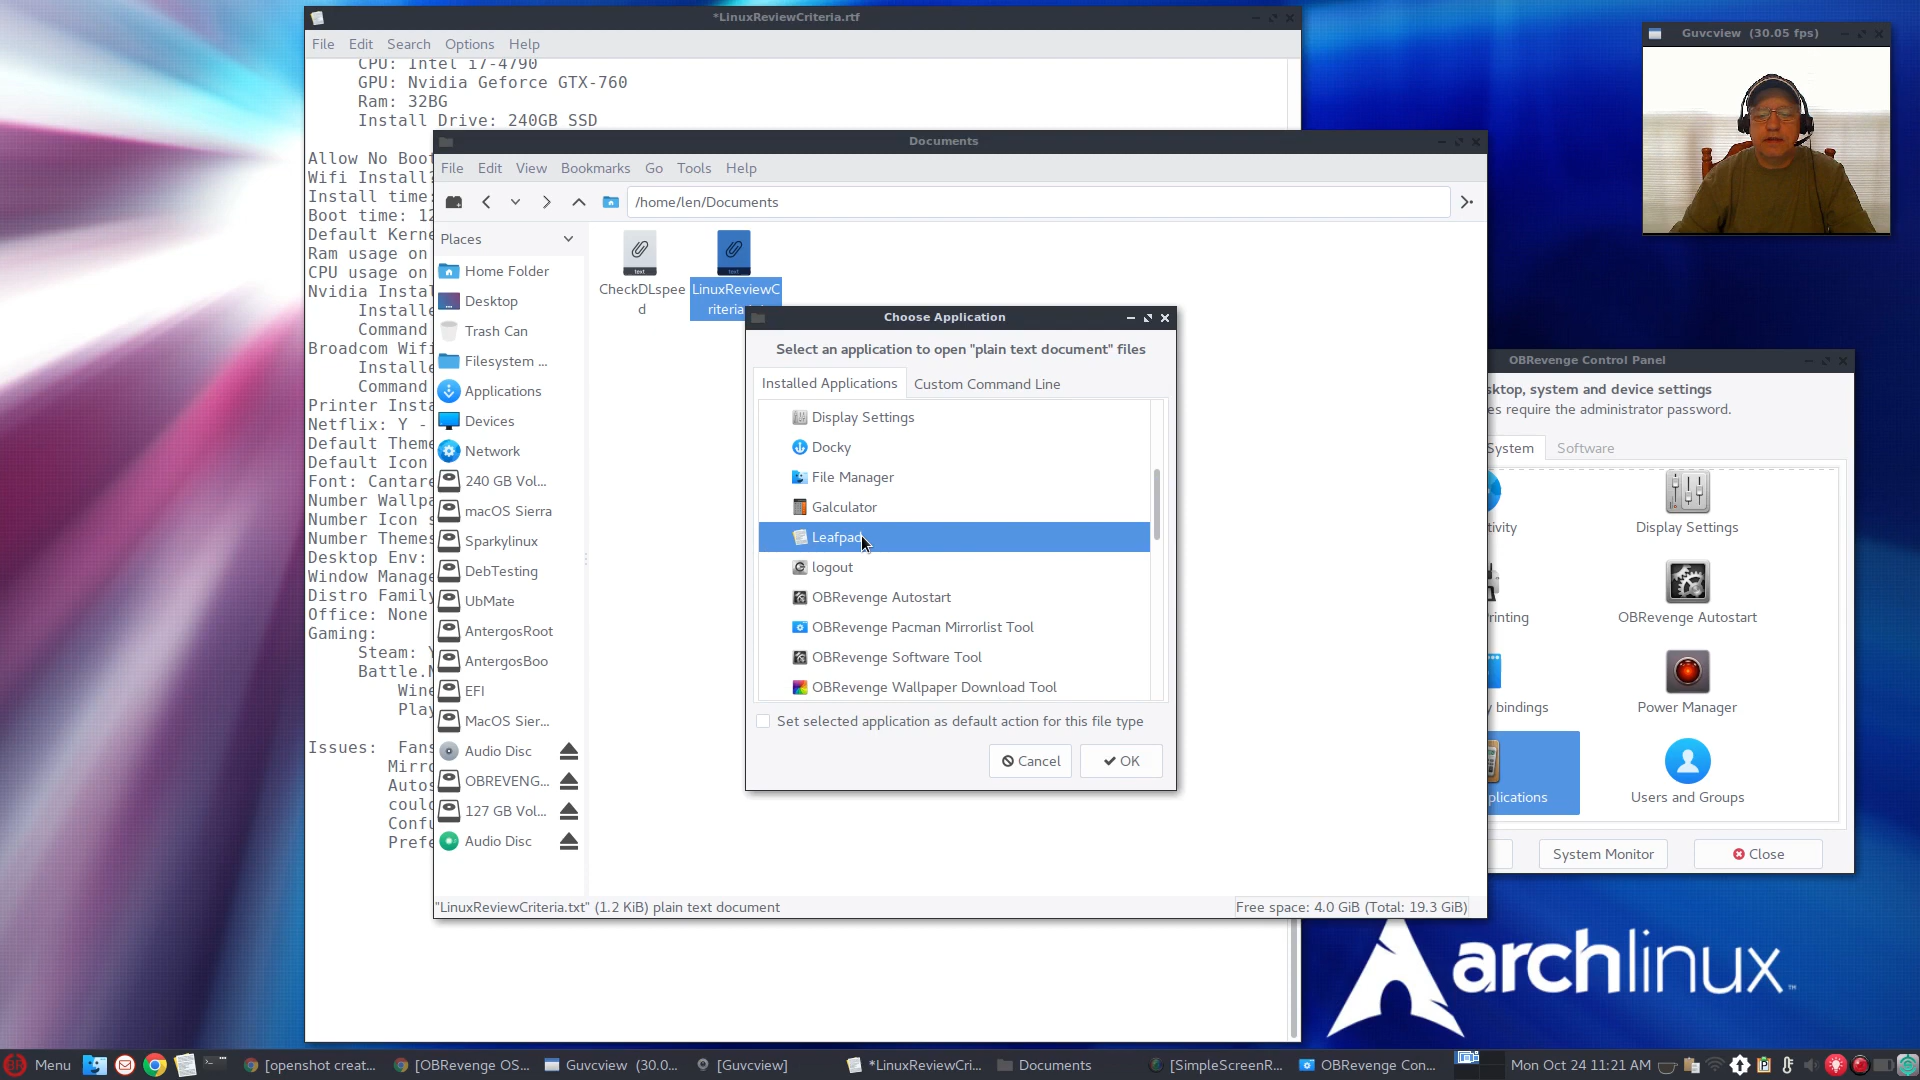 *LinuxReviewCriteria.rtf
File Edit Search Options Help
CPU: Intel i7-4790
GPU: Nvidia Geforce GTX-760
Ram: 32BG
Install Drive: 240GB SSD
Allow No Boot
Wifi Install?
Install time:
Boot time: 12
Default Kerne
Ram usage on
CPU usage on
Nvidia Instal
Installe
Command
Broadcom Wifi
Installe
Command
Printer Insta
Netflix: Y -
Default Theme
Default Icon
Font: Cantare
Number Wallpa
Number Icon s
Number Themes
Desktop Env:
Window Manage
Distro Family
Office: None
Gaming:
Steam: Y
Battle.N
Wine
Play
Issues: Fans
Mirro
Autos
coulc
Confu
Prefe
Documents
File Edit View Bookmarks Go Tools Help
/home/len/Documents
Places
Home Folder
Desktop
Trash Can
Filesystem ...
Applications
Devices
Network
240 GB Vol...
macOS Sierra
Sparkylinux
DebTesting
UbMate
AntergosRoot
AntergosBoo
EFI
MacOS Sier...
Audio Disc
OBREVENG...
127 GB Vol...
Audio Disc
text
text
CheckDLspee
d
LinuxReviewC
riteria
"LinuxReviewCriteria.txt" (1.2 KiB) plain text document
Free space: 4.0 GiB (Total: 19.3 GiB)
Choose Application
Select an application to open "plain text document" files
Installed Applications Custom Command Line
Display Settings
Docky
File Manager
Galculator
Leafpad
logout
OBRevenge Autostart
OBRevenge Pacman Mirrorlist Tool
OBRevenge Software Tool
OBRevenge Wallpaper Download Tool
Set selected application as default action for this file type
Cancel OK
Guvcview (30.05 fps)
OBRevenge Control Panel
sktop, system and device settings
es require the administrator password.
System Software
tivity
Display Settings
rinting
OBRevenge Autostart
y bindings
Power Manager
plications
Users and Groups
System Monitor Close
archlinux™
Menu [openshot creat... [OBRevenge OS... Guvcview (30.0... [Guvcview] *LinuxReviewCri... Documents [SimpleScreenR... OBRevenge Con... Mon Oct 24 11:21 AM